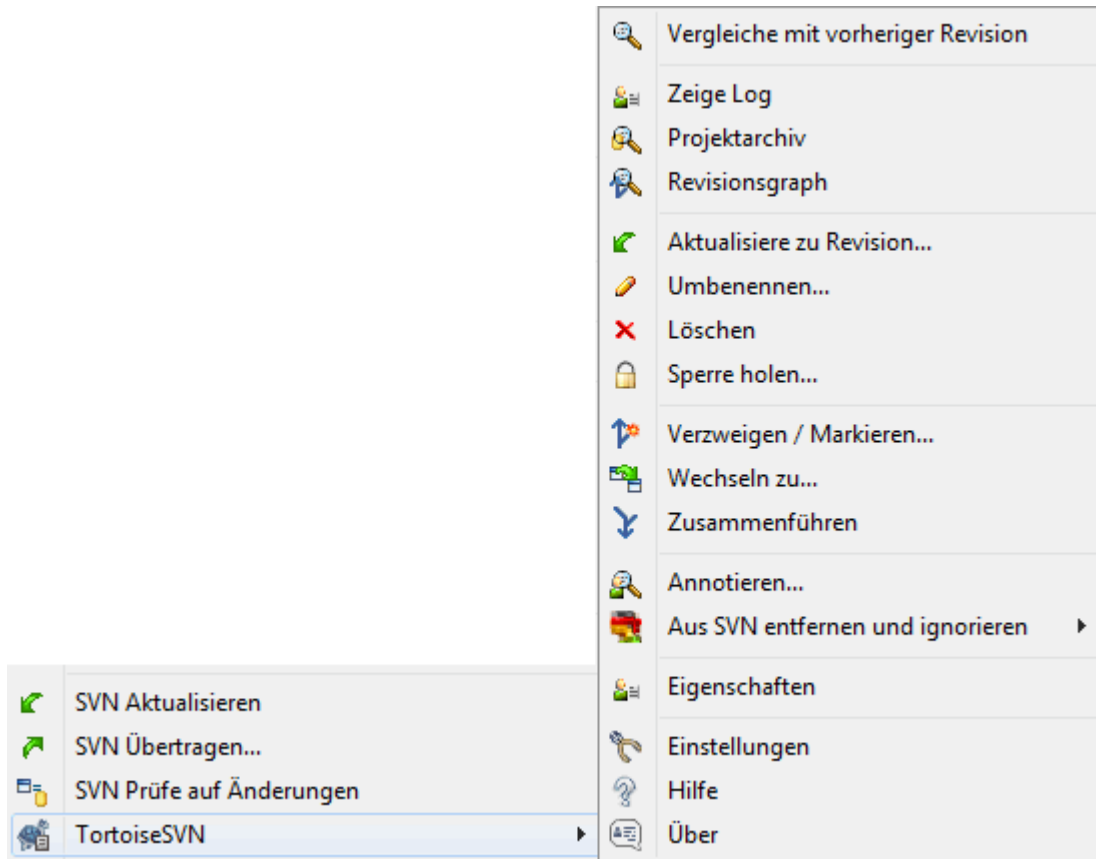 Vergleiche mit vorheriger Revision
Zeige Log
Projektarchiv
Revisionsgraph
Aktualisiere zu Revision...
Umbenennen...
Löschen
Sperre holen...
Verzweigen / Markieren...
Wechseln zu...
Zusammenführen
Annotieren...
Aus SVN entfernen und ignorieren
Eigenschaften
Einstellungen
Hilfe
Über
SVN Aktualisieren
SVN Übertragen...
SVN Prüfe auf Änderungen
TortoiseSVN